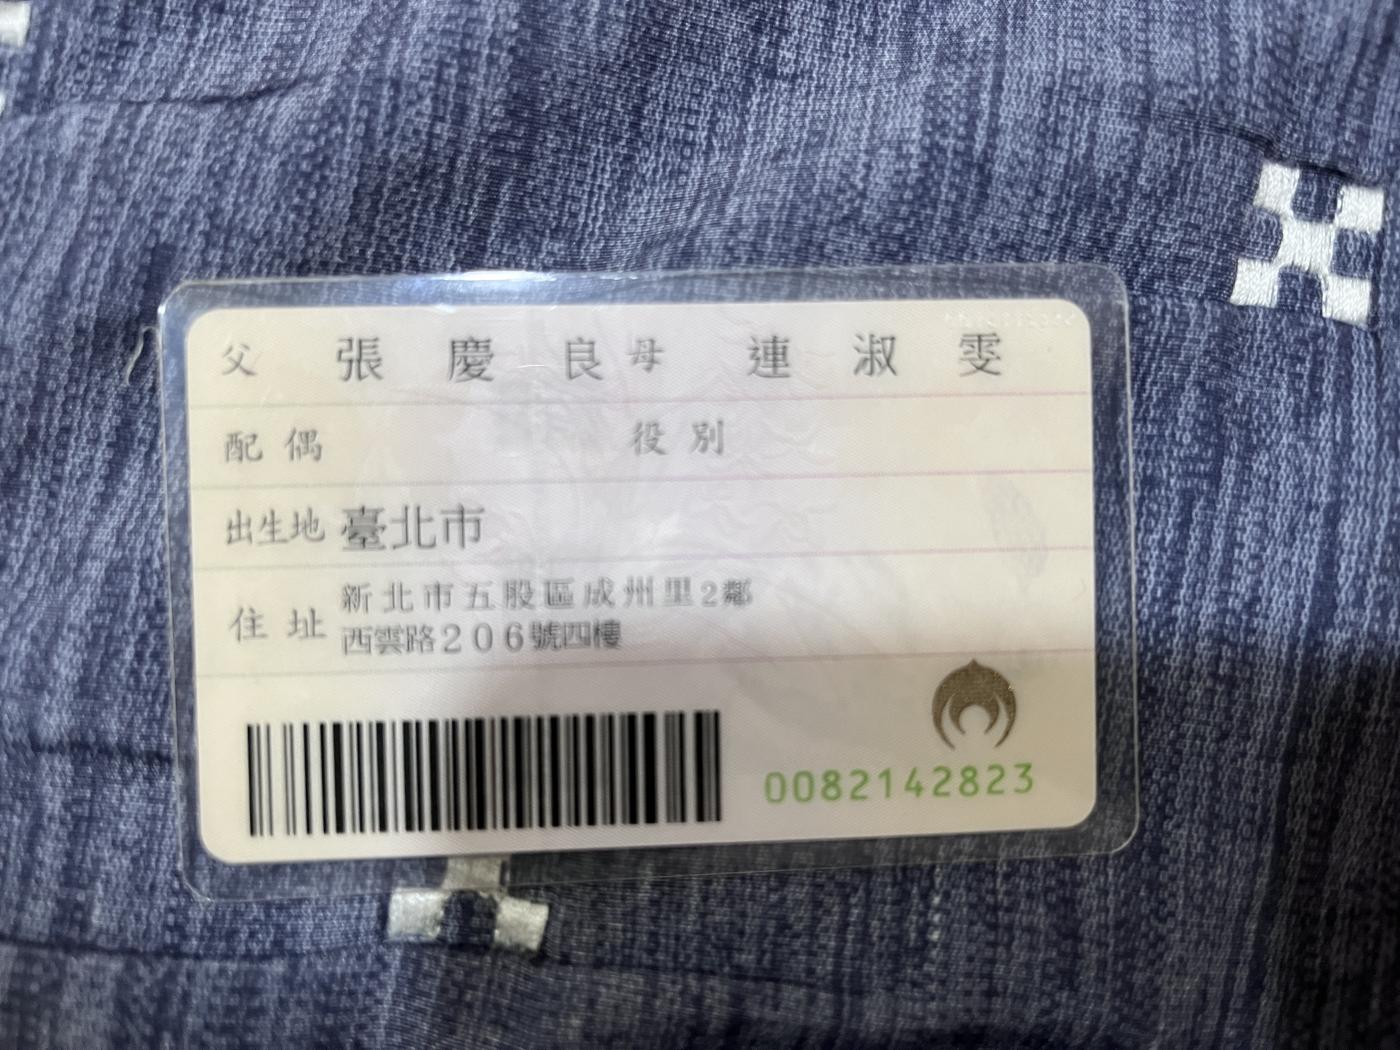 父 張慶良 母 連淑雯
配偶 役別
出生地 臺北市
住址 新北市五股區成州里2鄰
西雲路206號四樓
0082142823